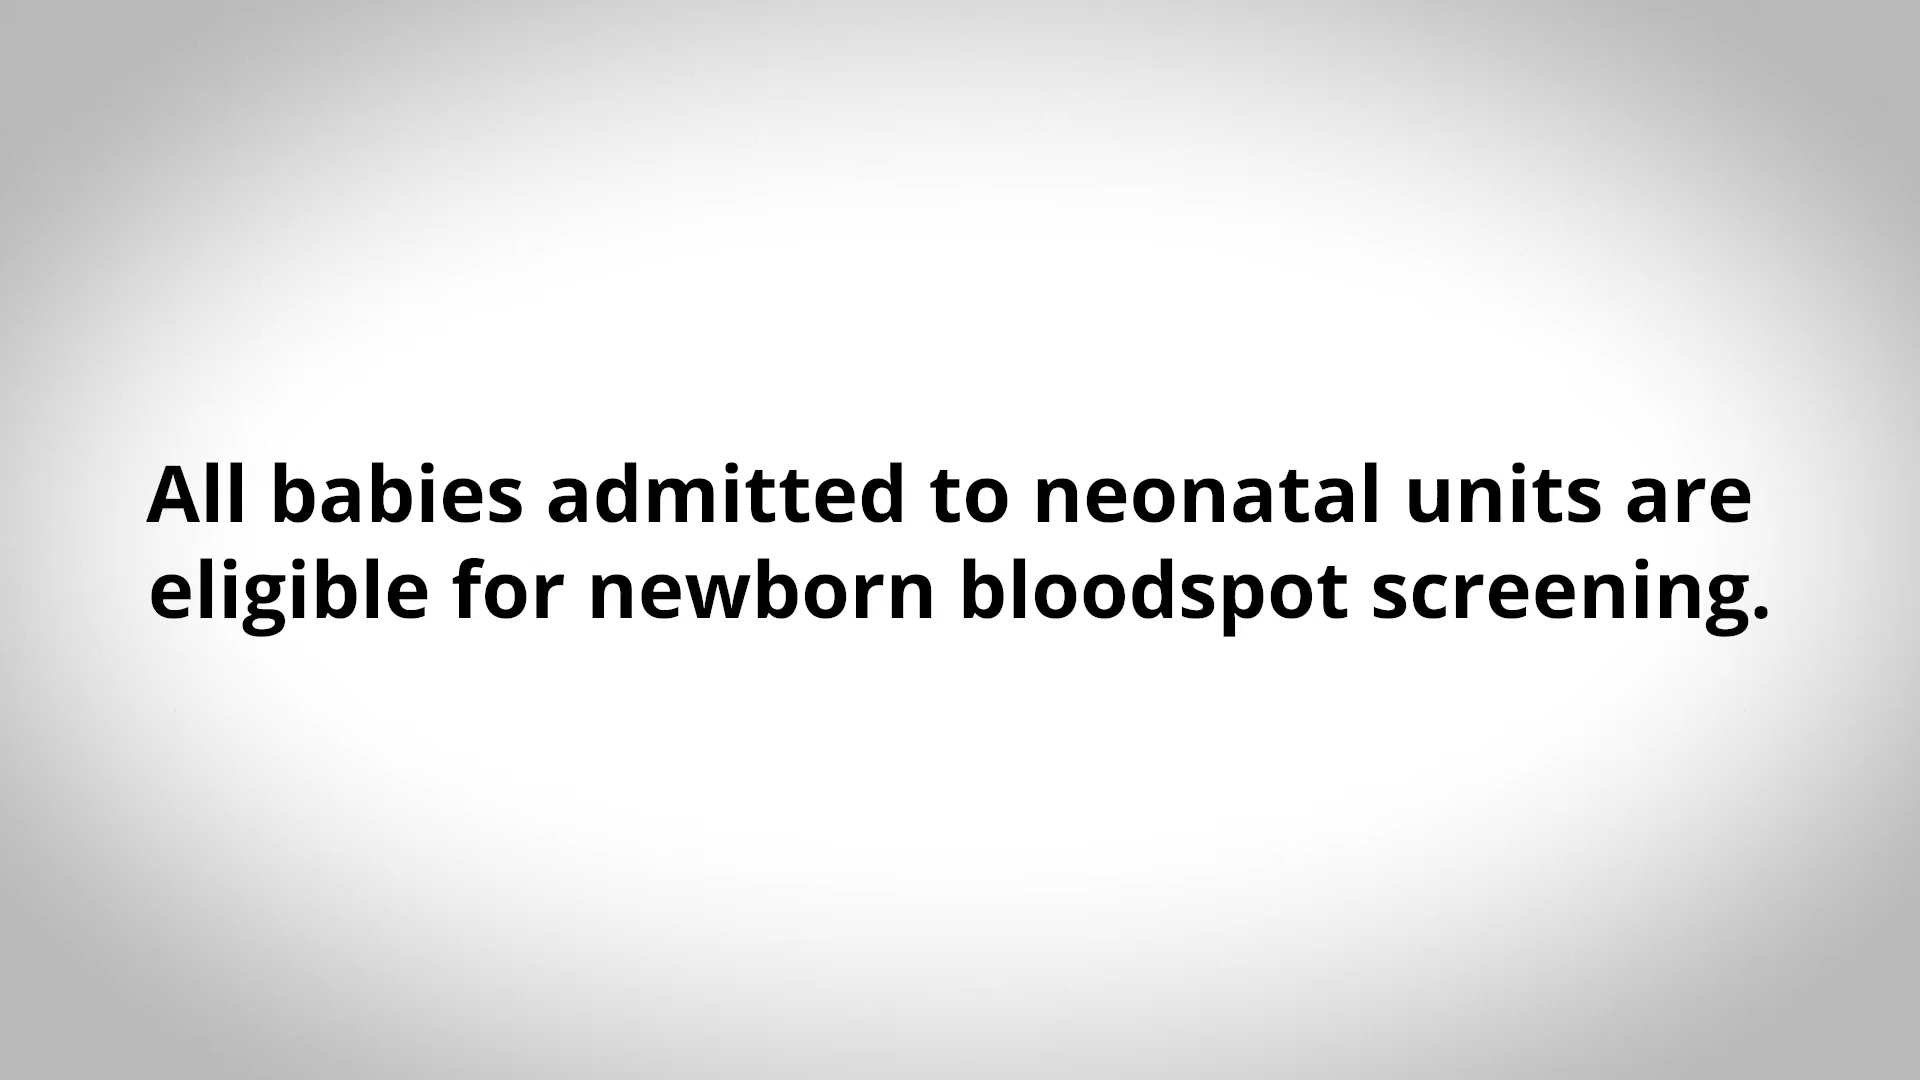 All babies admitted to neonatal units are
eligible for newborn bloodspot screening.